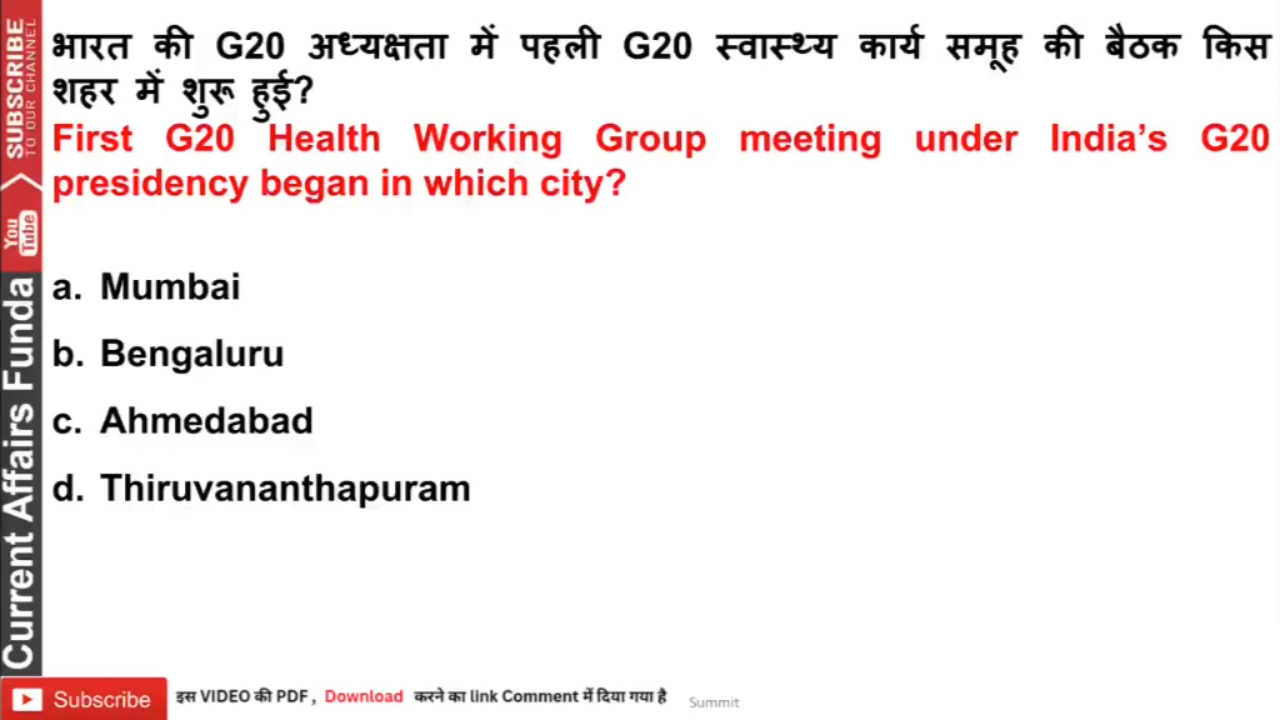 भारत की G20 अध्यक्षता में पहली G20 स्वास्थ्य कार्य समूह की बैठक किस
शहर में शुरू हुई?
First G20 Health Working Group meeting under India’s G20
presidency began in which city?
a. Mumbai
b. Bengaluru
c. Ahmedabad
d. Thiruvananthapuram
SUBSCRIBE
TO OUR CHANNEL
You
Tube
Current Affairs Funda
Subscribe
इस VIDEO की PDF , Download करने का link Comment में दिया गया है
Summit